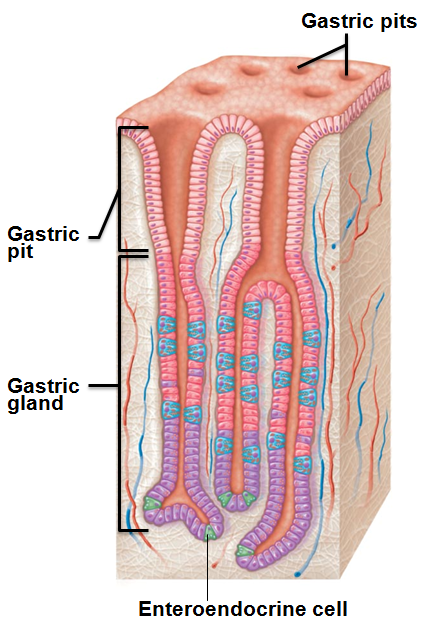 Gastric pits
Gastric
pit
Gastric
gland
Enteroendocrine cell